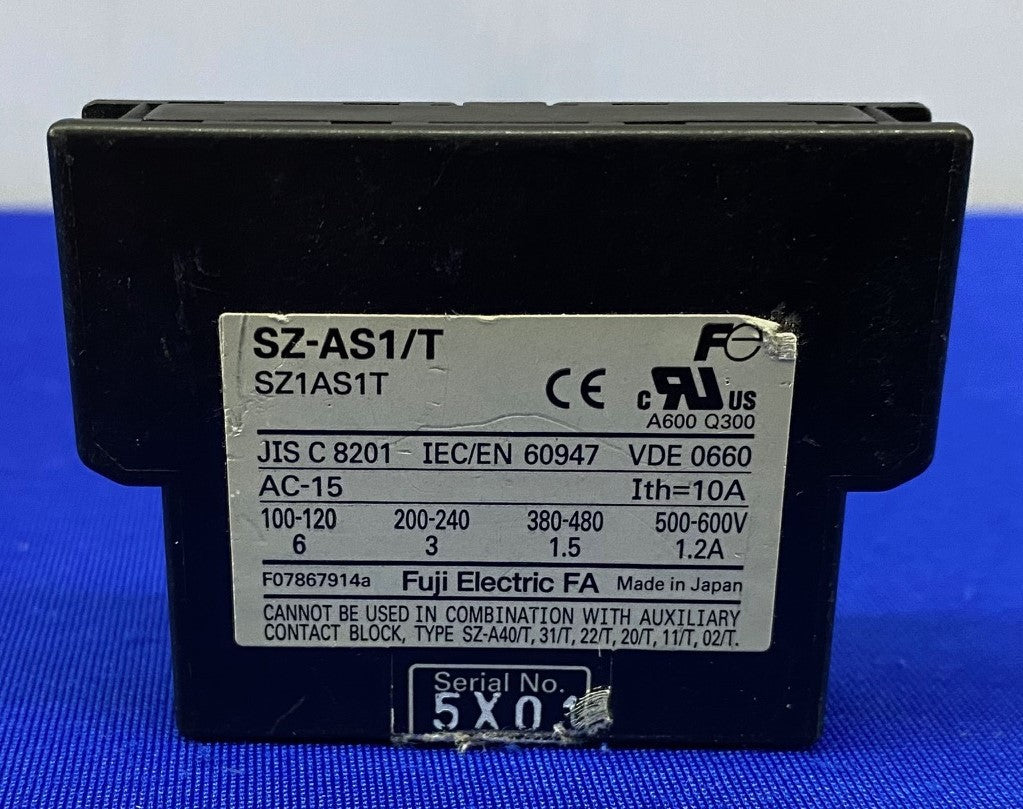 SZ-AS1/T
Fe
SZ1AS1T
CE
c RU US
A600 Q300
JIS C 8201 IEC/EN 60947 VDE 0660
AC-15 Ith=10A
100-120 200-240 380-480 500-600V
6 3 1.5 1.2A
F07867914a Fuji Electric FA Made in Japan
CANNOT BE USED IN COMBINATION WITH AUXILIARY
CONTACT BLOCK, TYPE SZ-A40/T, 31/T, 22/T, 20/T, 11/T, 02/T.
Serial No.